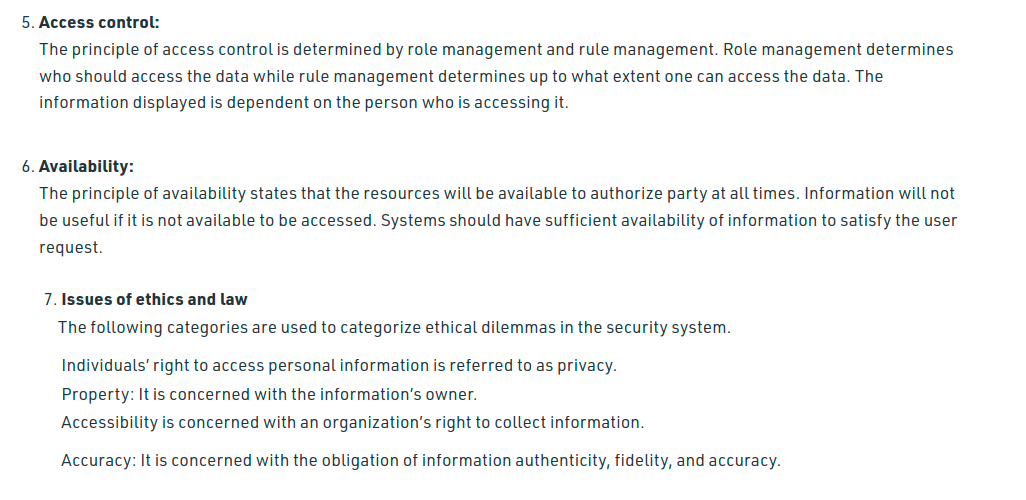 5. Access control:
The principle of access control is determined by role management and rule management. Role management determines
who should access the data while rule management determines up to what extent one can access the data. The
information displayed is dependent on the person who is accessing it.
6. Availability:
The principle of availability states that the resources will be available to authorize party at all times. Information will not
be useful if it is not available to be accessed. Systems should have sufficient availability of information to satisfy the user
request.
7. Issues of ethics and law
The following categories are used to categorize ethical dilemmas in the security system.
Individuals’ right to access personal information is referred to as privacy.
Property: It is concerned with the information’s owner.
Accessibility is concerned with an organization’s right to collect information.
Accuracy: It is concerned with the obligation of information authenticity, fidelity, and accuracy.